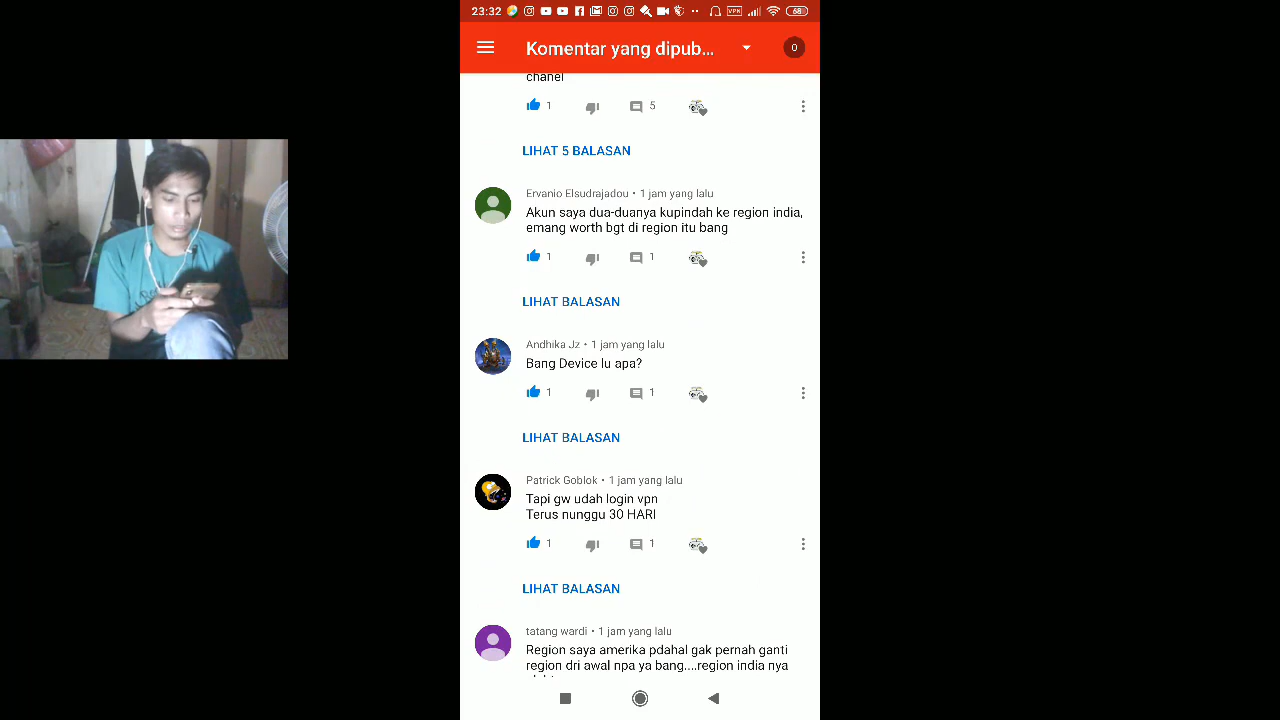 23:32
VPN
68
Komentar yang dipub...
0
chanel
1
5
LIHAT 5 BALASAN
Ervanio Elsudrajadou • 1 jam yang lalu
Akun saya dua-duanya kupindah ke region india,
emang worth bgt di region itu bang
1
1
LIHAT BALASAN
Andhika Jz • 1 jam yang lalu
Bang Device lu apa?
1
1
LIHAT BALASAN
Patrick Goblok • 1 jam yang lalu
Tapi gw udah login vpn
Terus nunggu 30 HARI
1
1
LIHAT BALASAN
tatang wardi • 1 jam yang lalu
Region saya amerika pdahal gak pernah ganti
region dri awal npa ya bang....region india nya